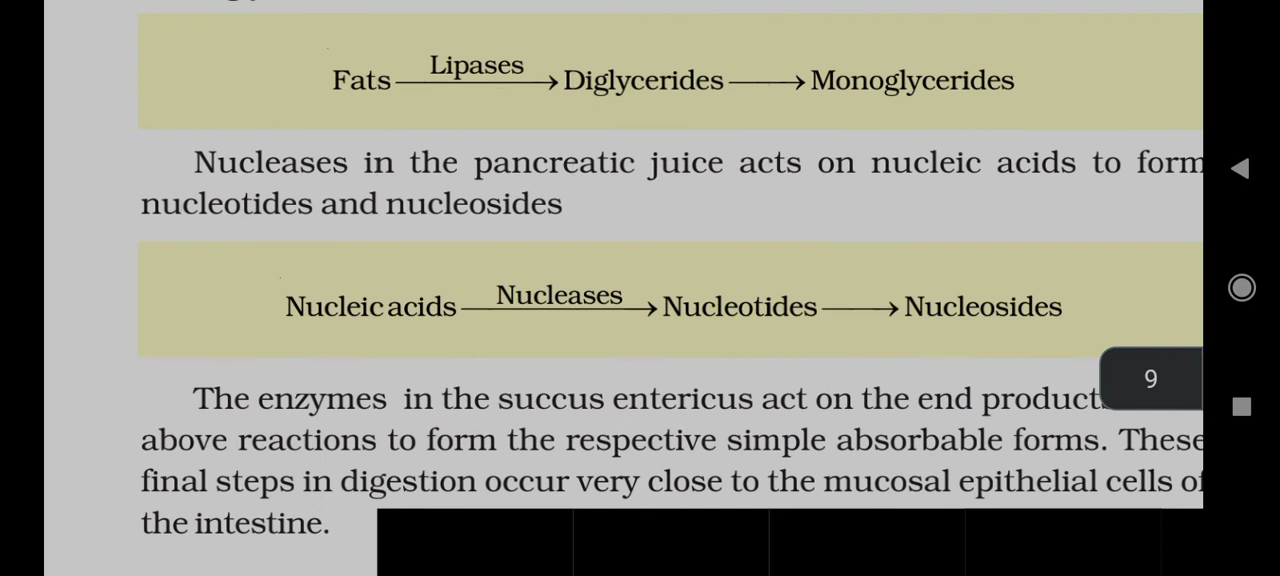 Lipases
Fats → Diglycerides → Monoglycerides
Nucleases in the pancreatic juice acts on nucleic acids to form
nucleotides and nucleosides
Nucleases
Nucleic acids → Nucleotides → Nucleosides
9
The enzymes in the succus entericus act on the end products
above reactions to form the respective simple absorbable forms. These
final steps in digestion occur very close to the mucosal epithelial cells of
the intestine.